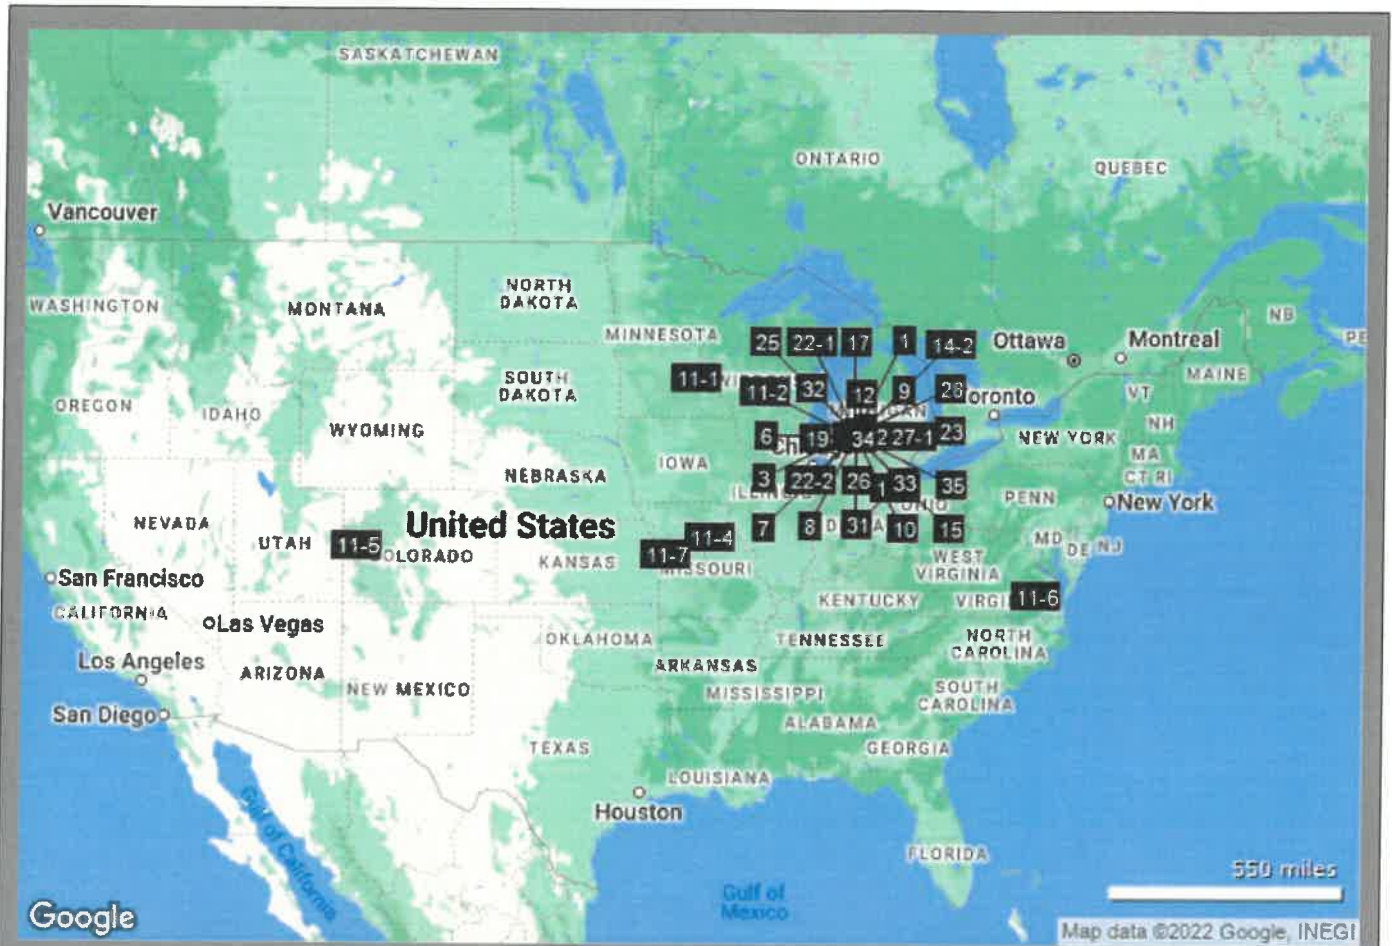 SASKATCHEWAN
ONTARIO
QUEBEC
Vancouver
WASHINGTON
MONTANA
NORTH
DAKOTA
MINNESOTA
NB
25 22-1 17 1 14-2
Ottawa
Montreal
11-1
11-2 32 12 9 28
SOUTH
DAKOTA
MAINE
VT
OREGON
IDAHO
WYOMING
Toronto
NH
6 19 34 27-1 23
NEW YORK
MA
CT RI
IOWA
NEBRASKA
3 22-2 26 33 35
PENN
New York
NEVADA
UTAH
11-5
United States
COLORADO
KANSAS
11-4
11-7
MISSOURI
7 8 31 10 15
OHIO
MD
DE NJ
WEST
VIRGINIA
San Francisco
CALIFORNIA
KENTUCKY
11-6
Las Vegas
OKLAHOMA
TENNESSEE
NORTH
CAROLINA
Los Angeles
ARIZONA
NEW MEXICO
ARKANSAS
San Diego
MISSISSIPPI
SOUTH
CAROLINA
ALABAMA
TEXAS
GEORGIA
LOUISIANA
Houston
Gulf of California
FLORIDA
Gulf of
Mexico
550 miles
Google
Map data ©2022 Google, INEGI